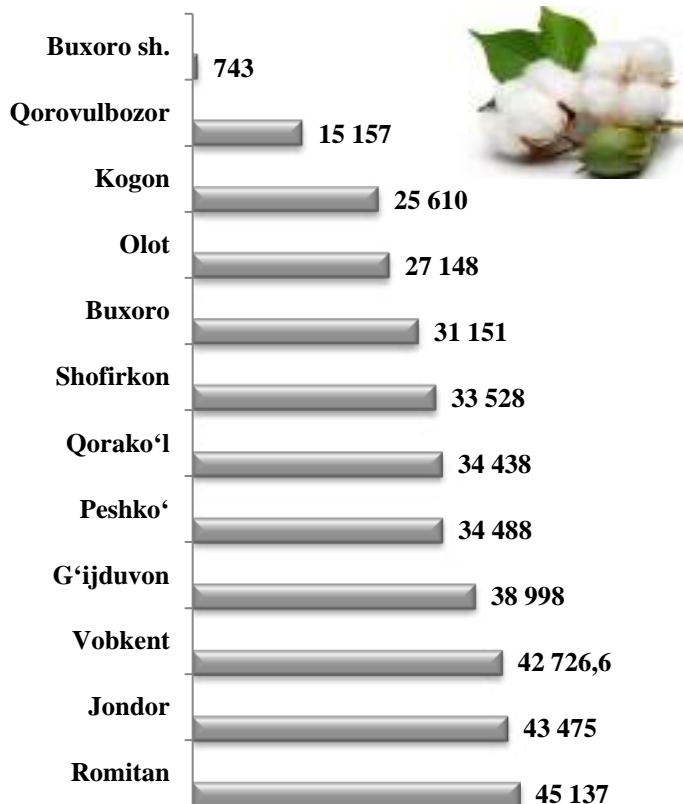 Buxoro sh. 743
Qorovulbozor 15 157
Kogon 25 610
Olot 27 148
Buxoro 31 151
Shofirkon 33 528
Qorako‘l 34 438
Peshko‘ 34 488
G‘ijduvon 38 998
Vobkent 42 726,6
Jondor 43 475
Romitan 45 137